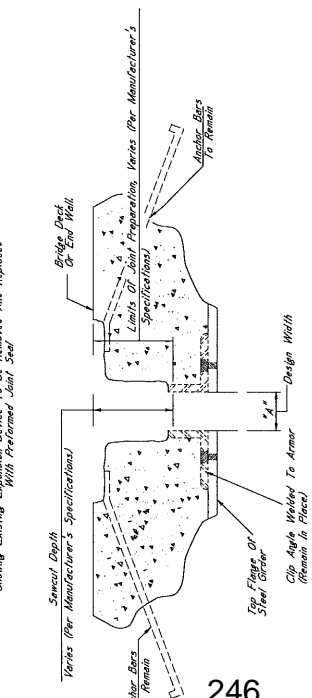 With Preformed Joint Seal
Sawcut Depth
Varies (Per Manufacturer's Specifications)
Limits Of Joint Preparation, Varies (Per Manufacturer's
Specifications)
Bridge Deck
Or End Wall.
Anchor Bars
To Remain
Bars
Remain
Top Flange Of
Steel Girder
Clip Angle Welded To Armor
(Remain In Place)
"A"
Design Width
246